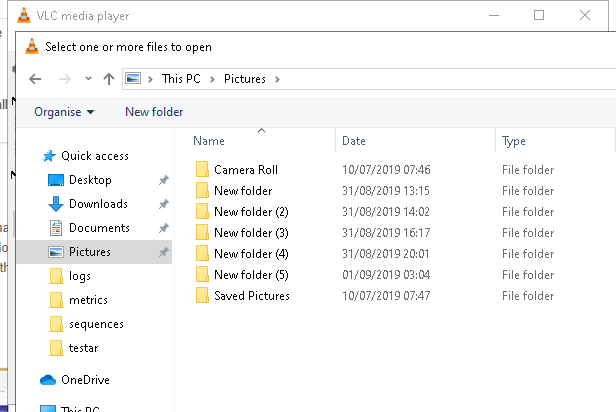 VLC media player
Select one or more files to open
This PC > Pictures >
Organise New folder
Name Date Type
Quick access
Desktop
Downloads
Documents
Pictures
logs
metrics
sequences
testar
OneDrive
This PC
Camera Roll 10/07/2019 07:46 File folder
New folder 31/08/2019 13:15 File folder
New folder (2) 31/08/2019 14:02 File folder
New folder (3) 31/08/2019 16:17 File folder
New folder (4) 31/08/2019 20:01 File folder
New folder (5) 01/09/2019 03:04 File folder
Saved Pictures 10/07/2019 07:47 File folder